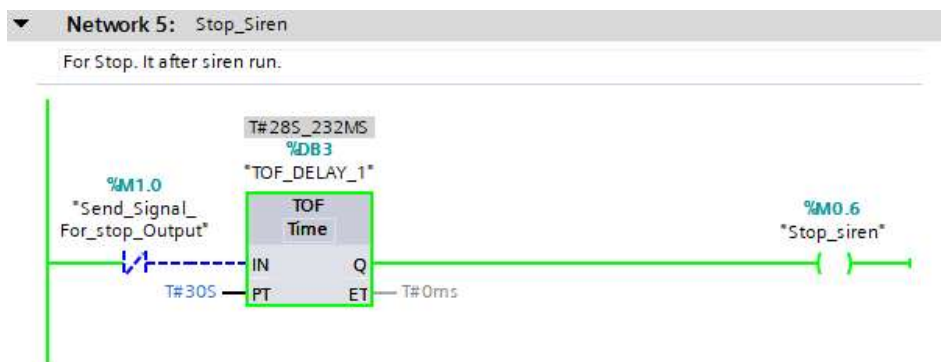 Network 5: Stop_Siren
For Stop. It after siren run.
T#28S_232MS
%DB3
"TOF_DELAY_1"
%M1.0
"Send_Signal_
For_stop_Output"
TOF
Time
%M0.6
"Stop_siren"
IN Q
T#30S PT ET T#0ms